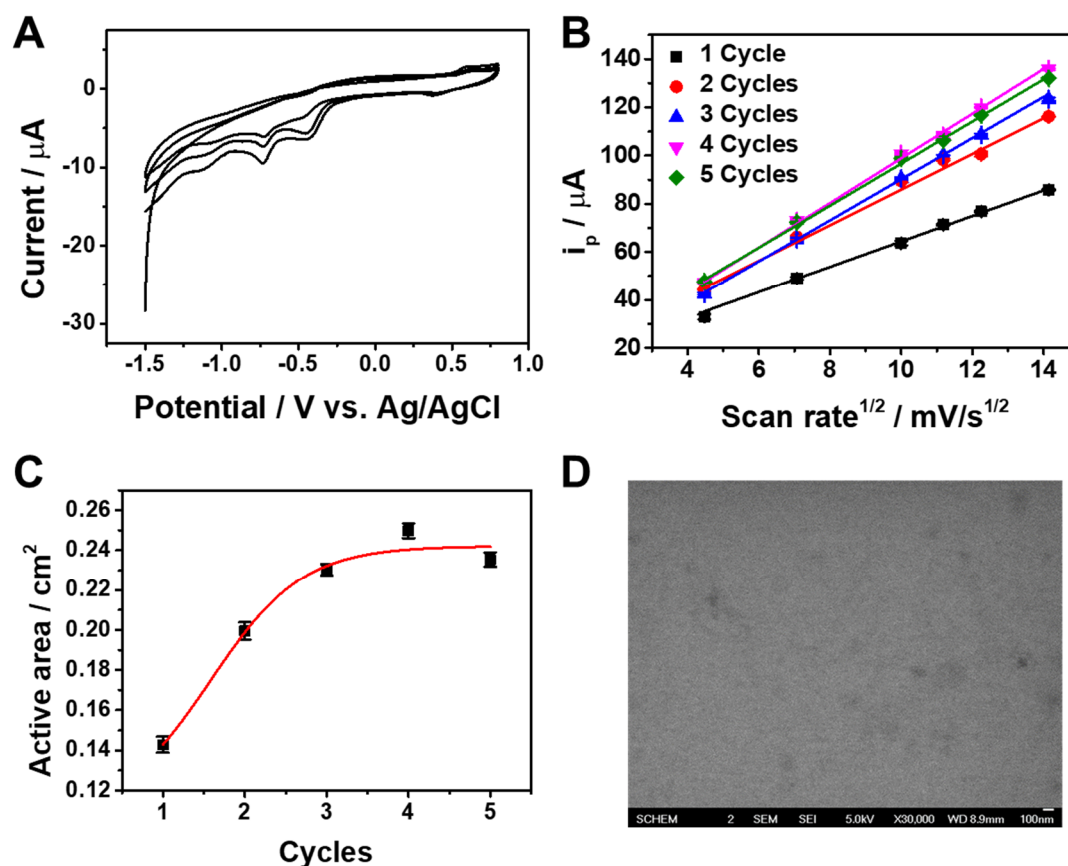 A
0
-10
-20
-30
Current / μA
-1.5 -1.0 -0.5 0.0 0.5 1.0
Potential / V vs. Ag/AgCl
B
1 Cycle
2 Cycles
3 Cycles
4 Cycles
5 Cycles
140
120
100
80
60
40
20
iₚ / μA
4 6 8 10 12 14
Scan rate¹/² / mV/s¹/²
C
0.26
0.24
0.22
0.20
0.18
0.16
0.14
0.12
Active area / cm²
1 2 3 4 5
Cycles
D
SCHEM 2 SEM SEI 5.0kV X30,000 WD 8.9mm 100nm